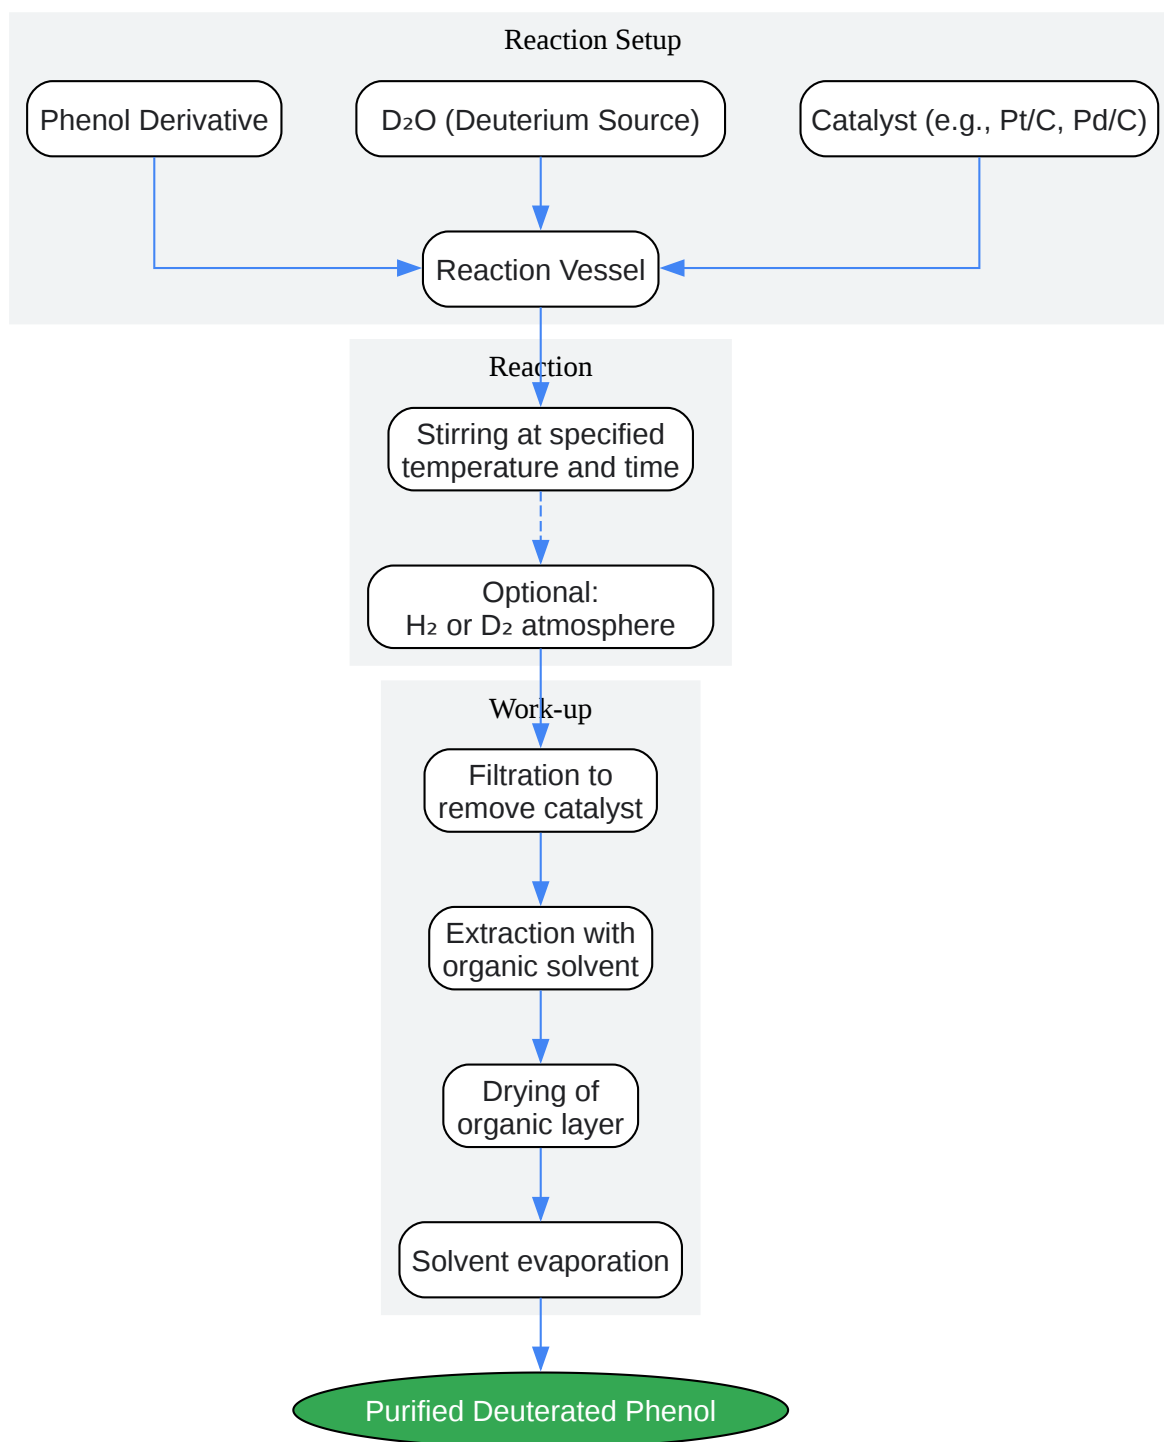 Reaction Setup
Phenol Derivative
D₂O (Deuterium Source)
Catalyst (e.g., Pt/C, Pd/C)
Reaction Vessel
Reaction
Stirring at specified
temperature and time
Optional:
H₂ or D₂ atmosphere
Work-up
Filtration to
remove catalyst
Extraction with
organic solvent
Drying of
organic layer
Solvent evaporation
Purified Deuterated Phenol